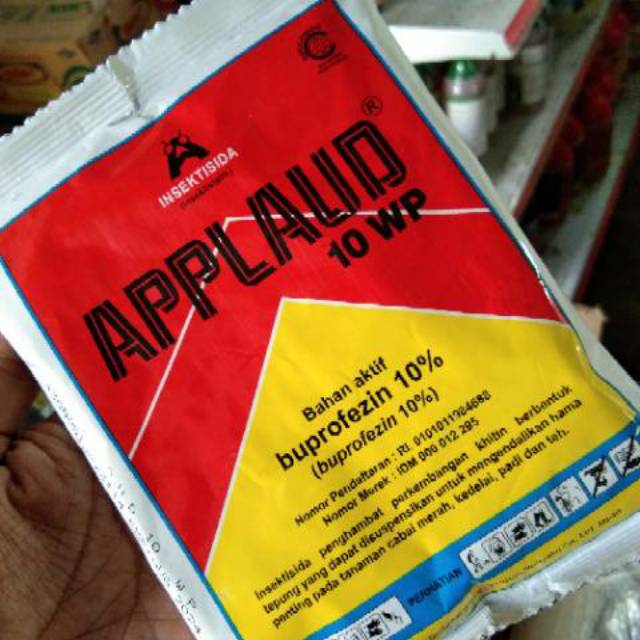 INSEKTISIDA
APPLAUD®
10 WP
Bahan aktif
buprofezin 10%
(buprofezin 10%)
Nomor Pendaftaran : RI. 0101011984688
Nomor Merek : IDM 000 012 295
Insektisida penghambat perkembangan khitin berbentuk
tepung yang dapat disuspensikan untuk mengendalikan hama
penting pada tanaman cabai merah, kedelai, padi dan teh.
PERHATIAN